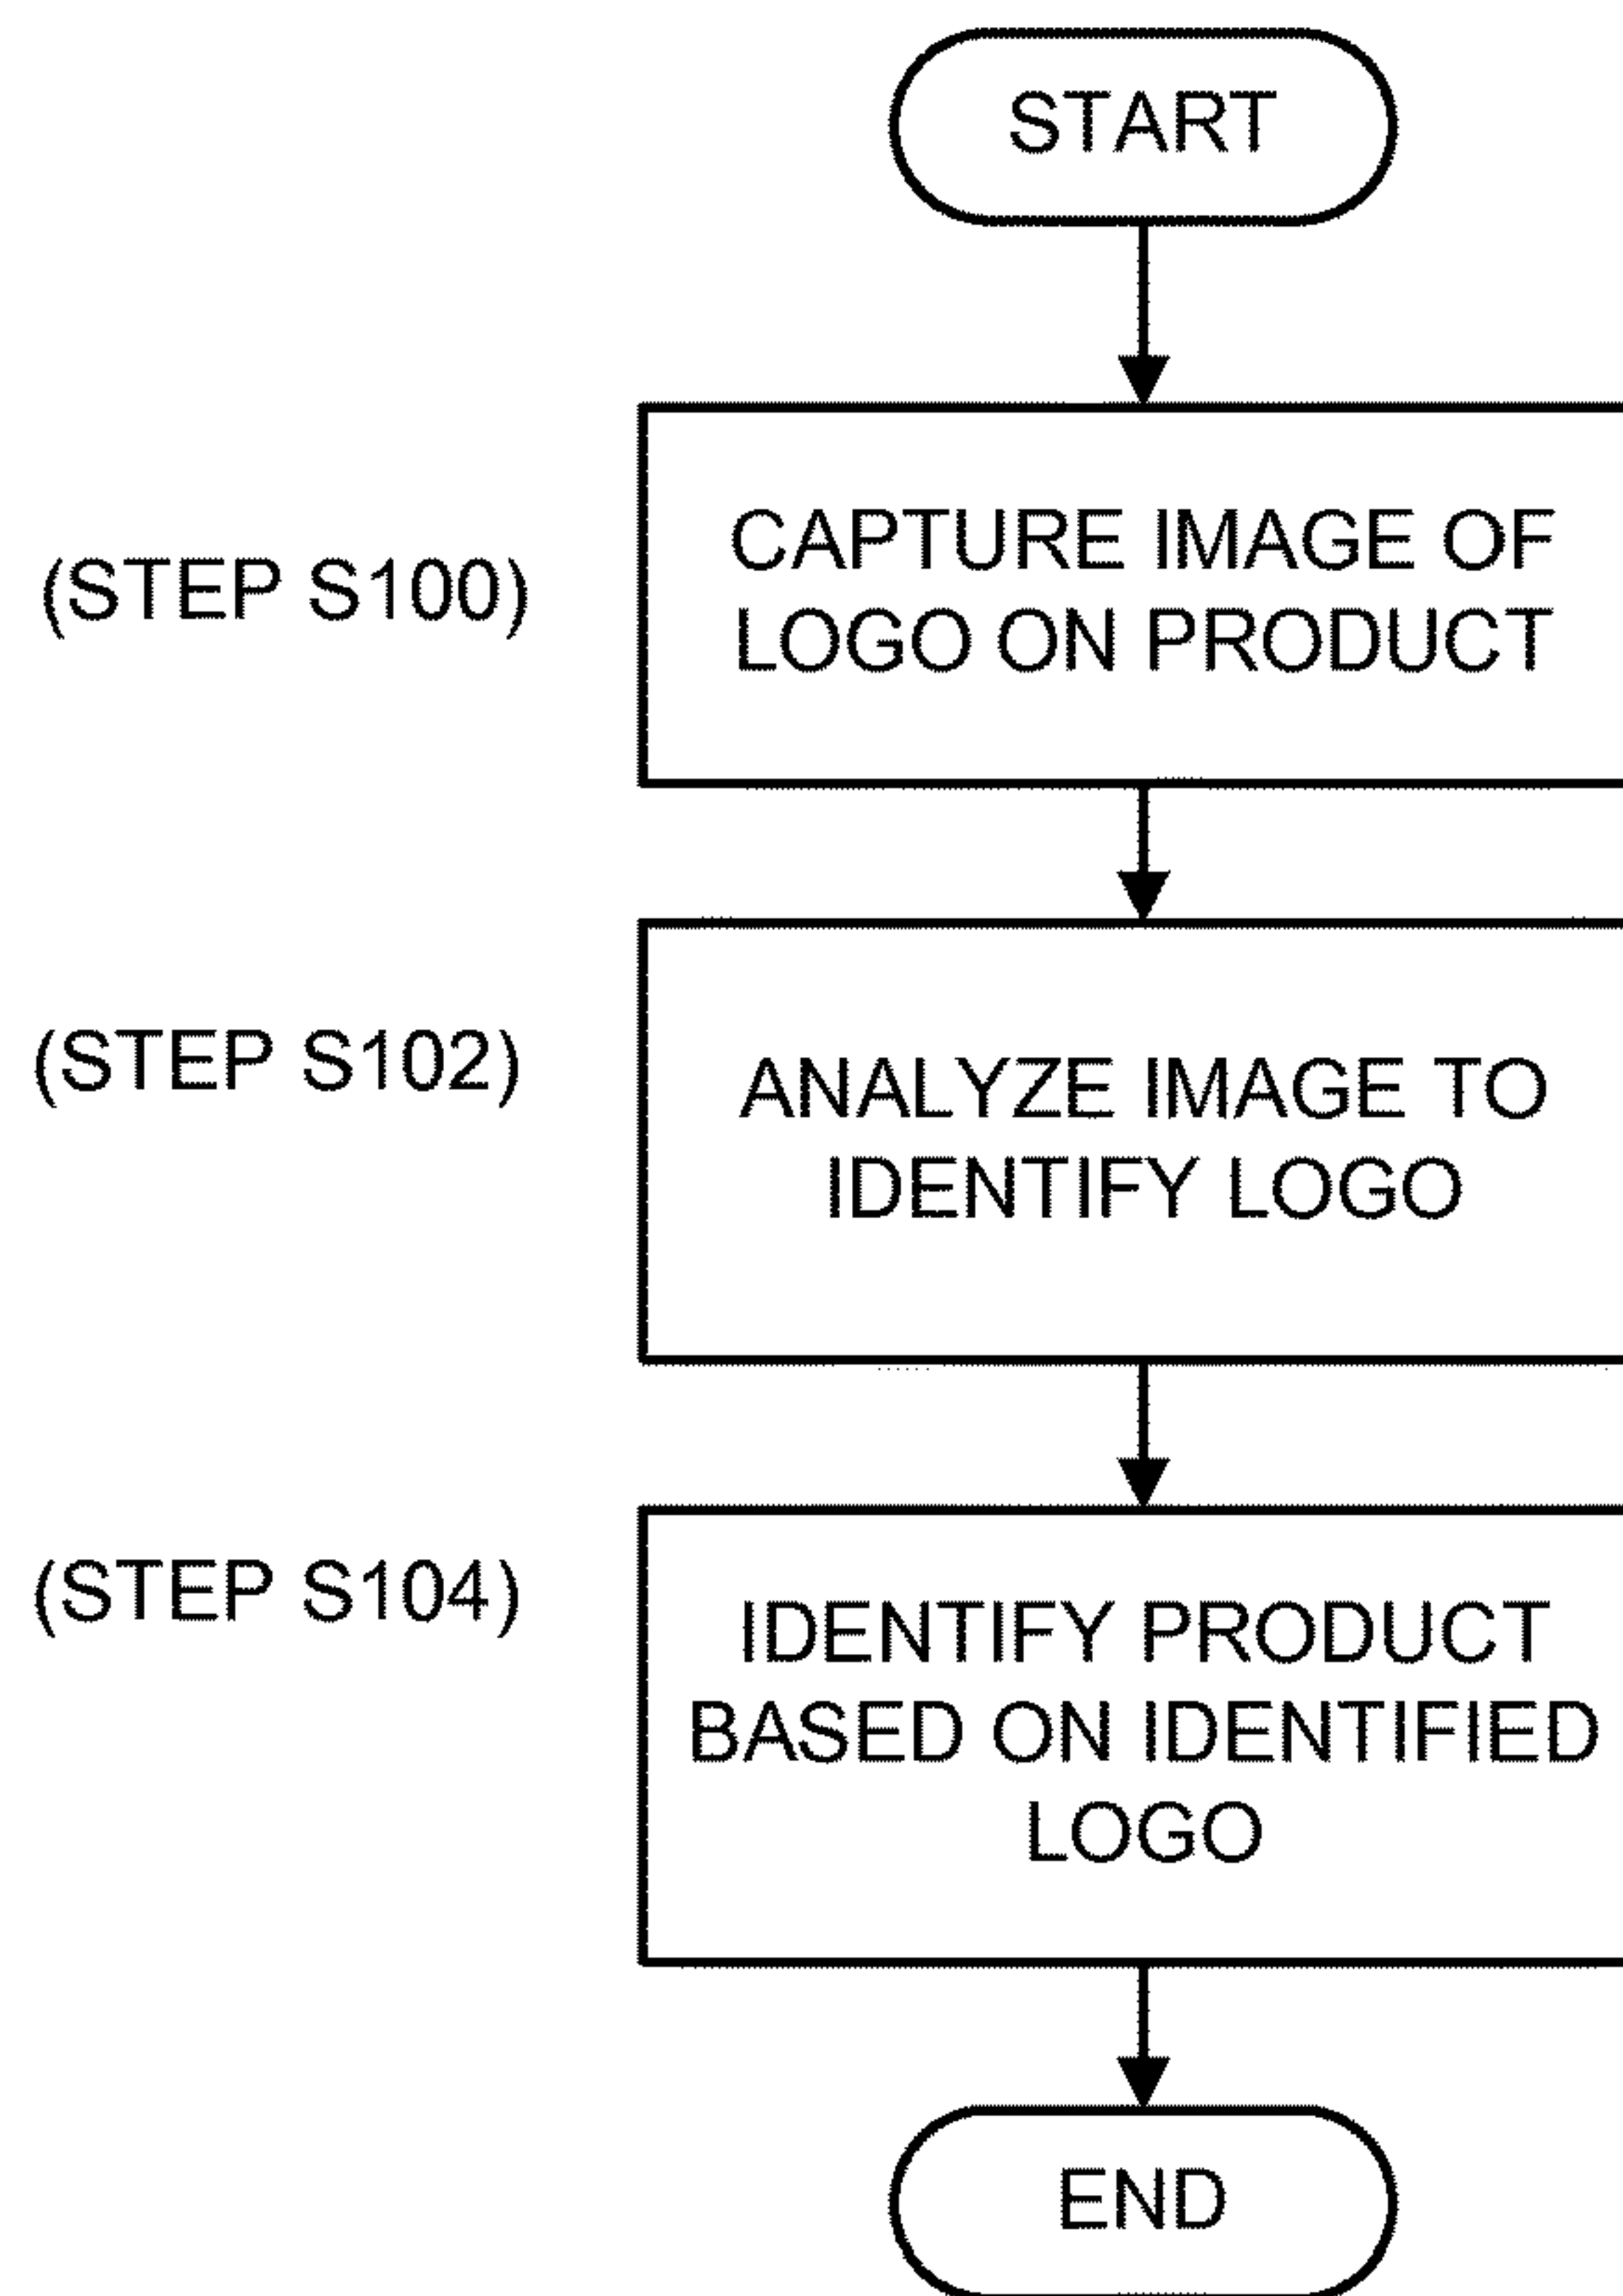 START
(STEP S100)
CAPTURE IMAGE OF
LOGO ON PRODUCT
(STEP S102)
ANALYZE IMAGE TO
IDENTIFY LOGO
(STEP S104)
IDENTIFY PRODUCT
BASED ON IDENTIFIED
LOGO
END